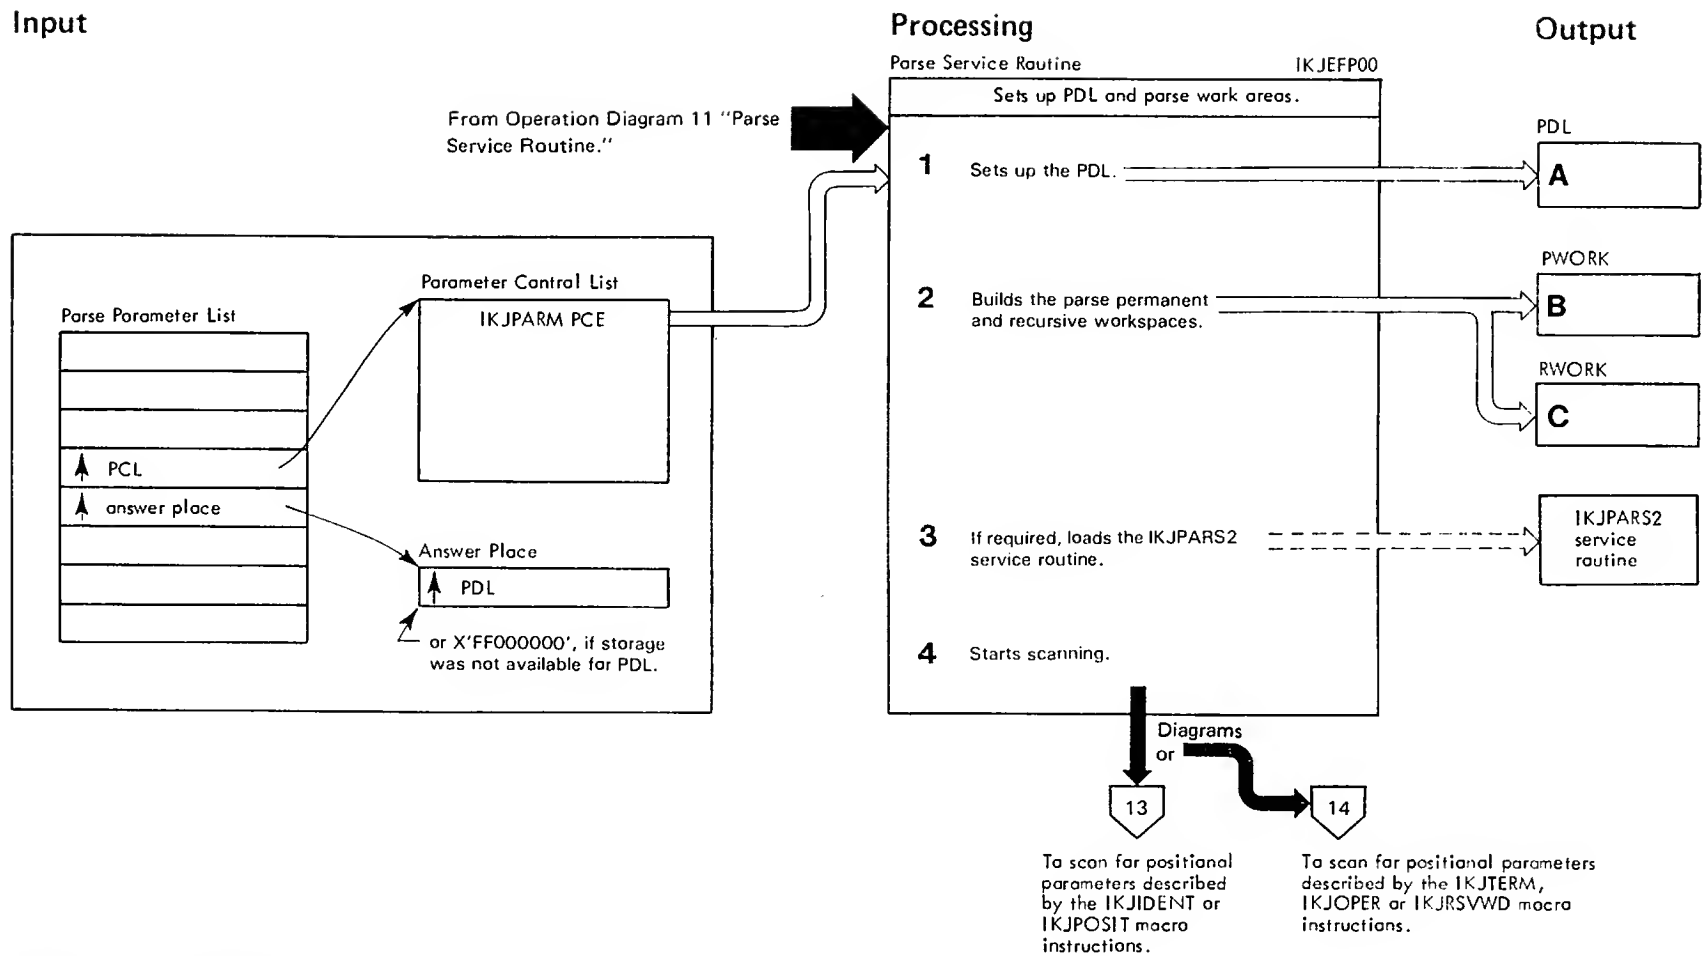 Input
Processing
Output
Parse Service Routine IKJEFP00
Sets up PDL and parse work areas.
From Operation Diagram 11 "Parse
Service Routine."
PDL
1 Sets up the PDL.
A
PWORK
2 Builds the parse permanent
and recursive workspaces.
B
RWORK
C
Parameter Control List
IKJPARM PCE
Parse Parameter List
PCL
answer place
Answer Place
PDL
or X'FF000000', if storage
was not available for PDL.
3 If required, loads the IKJPARS2
service routine.
IKJPARS2
service
routine
4 Starts scanning.
Diagrams
or
13
14
To scan for positional
parameters described
by the IKJIDENT or
IKJPOSIT macro
instructions.
To scan for positional parameters
described by the IKJTERM,
IKJOPER or IKJRSVWD macro
instructions.